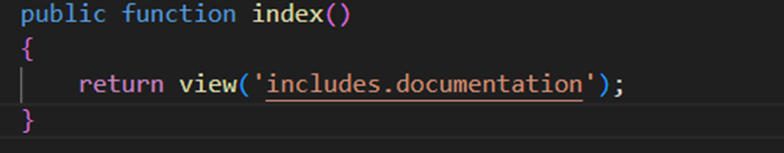 public function index()
{
    return view('includes.documentation');
}